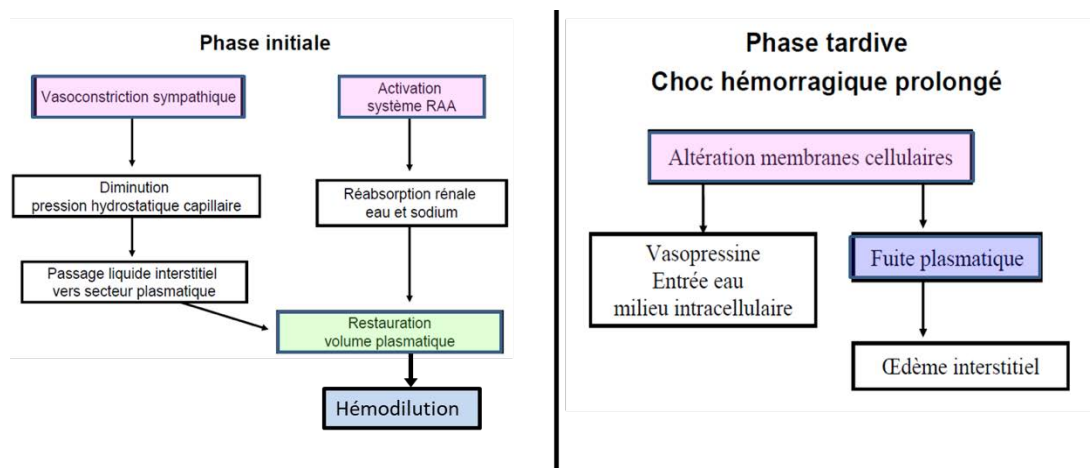 Phase initiale
Vasoconstriction sympathique
Activation
système RAA
Diminution
pression hydrostatique capillaire
Réabsorption rénale
eau et sodium
Passage liquide interstitiel
vers secteur plasmatique
Restauration
volume plasmatique
Hémodilution
Phase tardive
Choc hémorragique prolongé
Altération membranes cellulaires
Vasopressine
Entrée eau
milieu intracellulaire
Fuite plasmatique
Œdème interstitiel